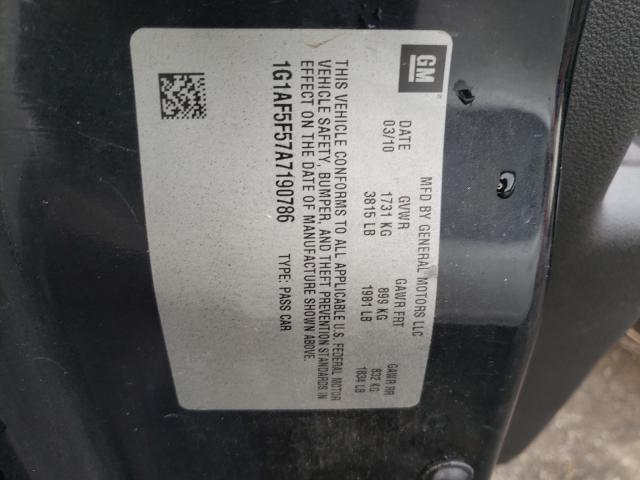 GM
MFD BY GENERAL MOTORS LLC
DATE GVWR GAWR FRT GAWR RR
03/10 1731 KG 899 KG 832 KG
3815 LB 1981 LB 1834 LB
THIS VEHICLE CONFORMS TO ALL APPLICABLE U.S. FEDERAL MOTOR
VEHICLE SAFETY, BUMPER, AND THEFT PREVENTION STANDARDS IN
EFFECT ON THE DATE OF MANUFACTURE SHOWN ABOVE.
1G1AF5F57A7190786 TYPE: PASS CAR